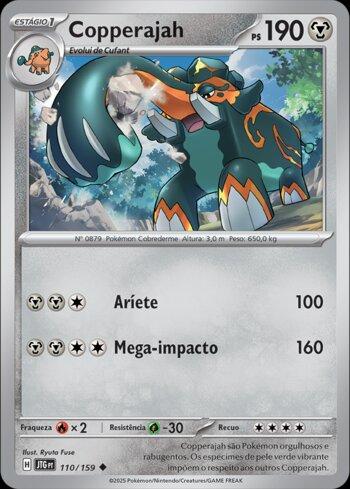 ESTÁGIO 1
Copperajah
PS 190
Evolui de Cufant
Nº 0879 Pokémon Cobrederme Altura: 3,0 m Peso: 650,0 kg
Aríete 100
Mega-impacto 160
Fraqueza × 2 Resistência -30 Recuo
Ilust. Ryuta Fuse
H JTG PT 110/159
Copperajah são Pokémon orgulhosos e
rabugentos. Os espécimes de pele verde vibrante
impõem o respeito aos outros Copperajah.
©2025 Pokémon/Nintendo/Creatures/GAME FREAK